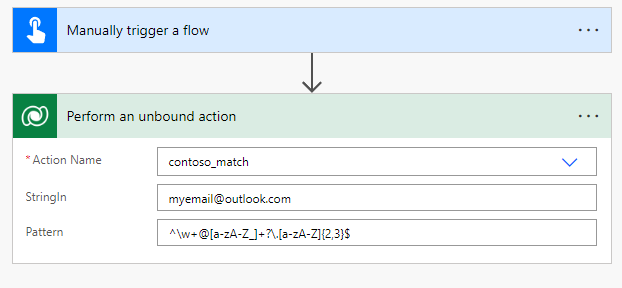 Manually trigger a flow
Perform an unbound action
* Action Name
contoso_match
StringIn
myemail@outlook.com
Pattern
^\w+@[a-zA-Z_]+?\.[a-zA-Z]{2,3}$